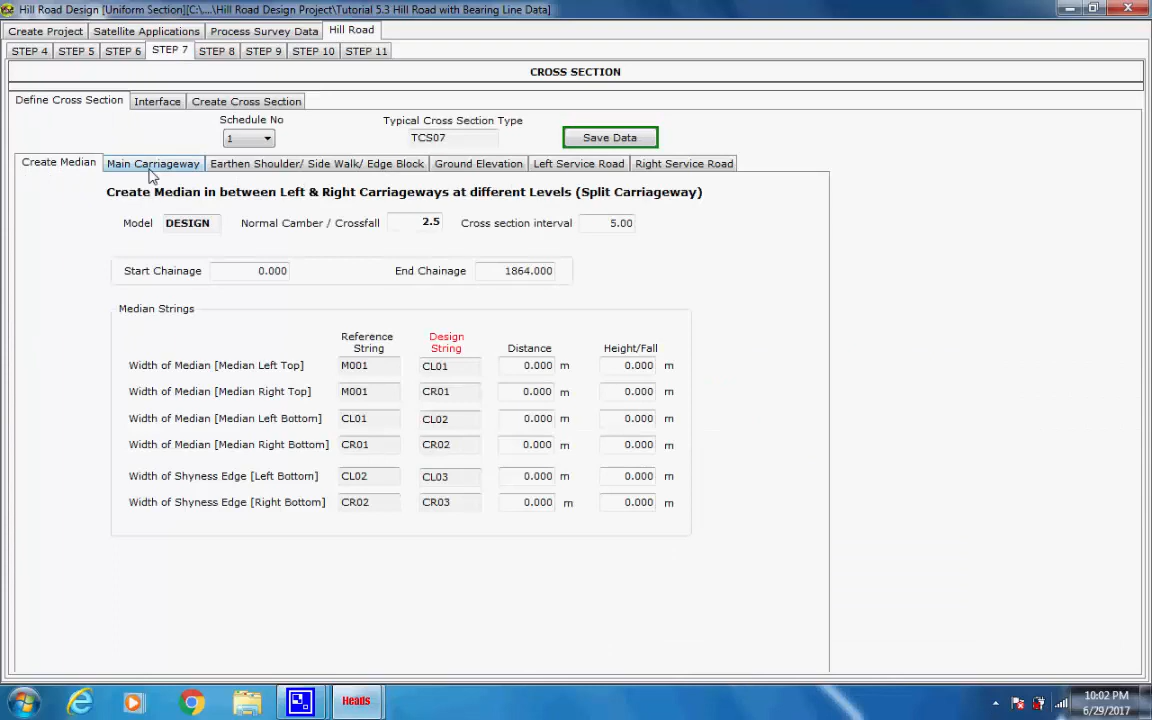 Hill Road Design [Uniform Section][C:\....\Hill Road Design Project\Tutorial 5.3 Hill Road with Bearing Line Data]
Create Project Satellite Applications Process Survey Data Hill Road
STEP 4 STEP 5 STEP 6 STEP 7 STEP 8 STEP 9 STEP 10 STEP 11
CROSS SECTION
Define Cross Section Interface Create Cross Section
Schedule No Typical Cross Section Type
1 TCS07 Save Data
Create Median Main Carriageway Earthen Shoulder/ Side Walk/ Edge Block Ground Elevation Left Service Road Right Service Road
Create Median in between Left & Right Carriageways at different Levels (Split Carriageway)
Model DESIGN Normal Camber / Crossfall 2.5 Cross section interval 5.00
Start Chainage 0.000 End Chainage 1864.000
Median Strings
Reference String Design String Distance Height/Fall
Width of Median [Median Left Top] M001 CL01 0.000 m 0.000 m
Width of Median [Median Right Top] M001 CR01 0.000 m 0.000 m
Width of Median [Median Left Bottom] CL01 CL02 0.000 m 0.000 m
Width of Median [Median Right Bottom] CR01 CR02 0.000 m 0.000 m
Width of Shyness Edge [Left Bottom] CL02 CL03 0.000 m 0.000 m
Width of Shyness Edge [Right Bottom] CR02 CR03 0.000 m 0.000 m
Heads
10:02 PM
6/29/2017